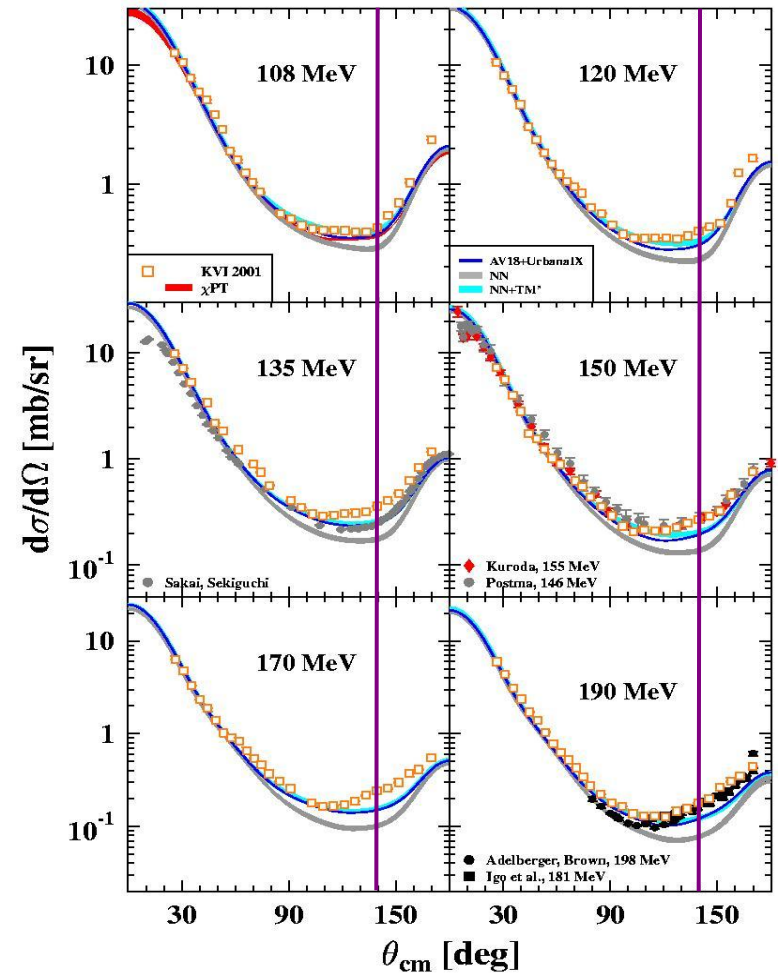 10
1
108 MeV
KVI 2001
χPT
120 MeV
AV18+UrbanaIX
NN
NN+TM'
10
1
10⁻¹
135 MeV
Sakai, Sekiguchi
150 MeV
Kuroda, 155 MeV
Postma, 146 MeV
dσ/dΩ [mb/sr]
10
1
10⁻¹
170 MeV
190 MeV
Adelberger, Brown, 198 MeV
Igo et al., 181 MeV
30 90 150 30 90 150
θcm [deg]